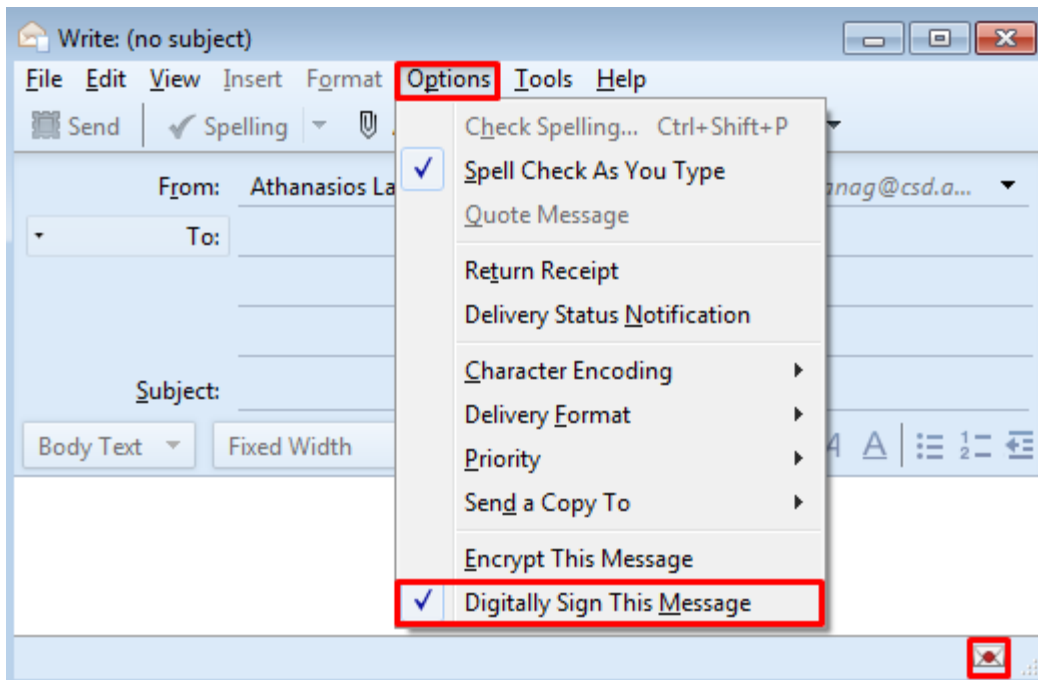 Write: (no subject)
File Edit View Insert Format Options Tools Help
Send Spelling
Check Spelling... Ctrl+Shift+P
Spell Check As You Type
From: Athanasios La
anag@csd.a...
Quote Message
To:
Return Receipt
Delivery Status Notification
Character Encoding
Subject:
Delivery Format
Body Text Fixed Width
Priority
Send a Copy To
Encrypt This Message
Digitally Sign This Message